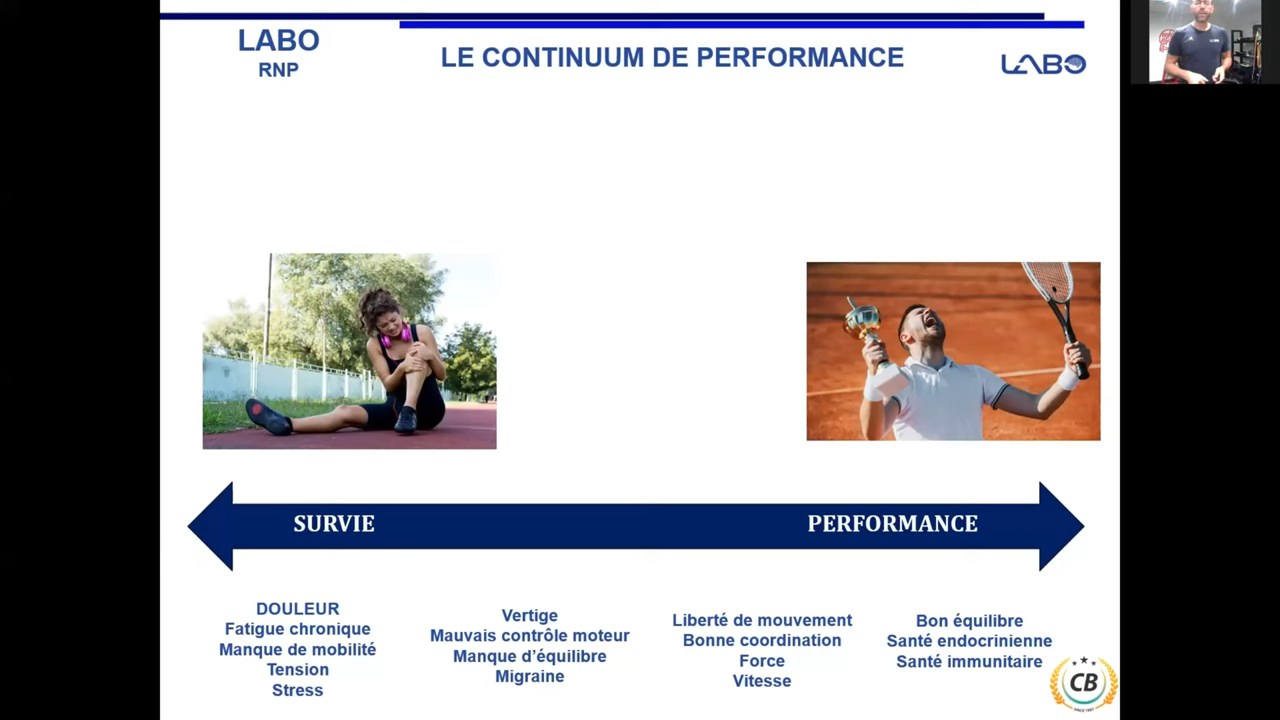 LABO
RNP
LE CONTINUUM DE PERFORMANCE
LABO
SURVIE
PERFORMANCE
DOULEUR
Fatigue chronique
Manque de mobilité
Tension
Stress
Vertige
Mauvais contrôle moteur
Manque d’équilibre
Migraine
Liberté de mouvement
Bonne coordination
Force
Vitesse
Bon équilibre
Santé endocrinienne
Santé immunitaire
CB